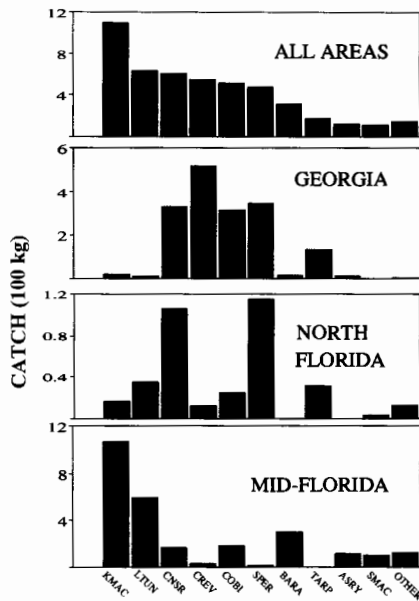 CATCH (100 kg)
12
8
4
ALL AREAS
6
4
2
GEORGIA
1.2
0.8
0.4
NORTH
FLORIDA
12
8
4
MID-FLORIDA
KMAC
LTUN
CNSR
CREV
COBI
SPER
BARA
TARP
ASRY
SMAC
OTHER